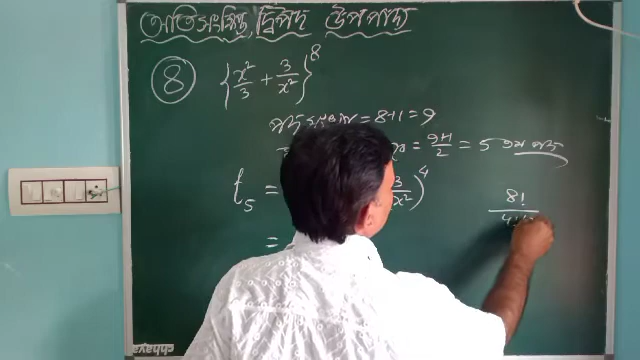 অতিসংক্ষিপ্ত দ্বিপদ উপপাদ্য
৪ {x²/3 + 3/x²}⁸
পদ সংখ্যা = 8+1 = 9
= 9+1/2 = 5 তম পদ
t₅ = 3/x²)⁴
8!
=